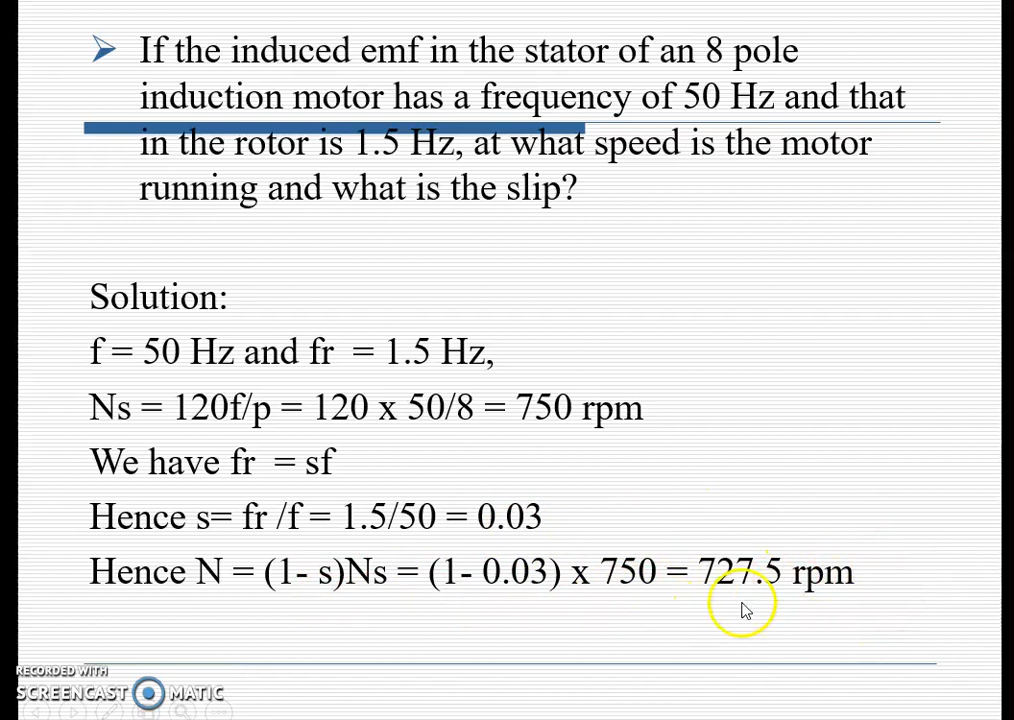 If the induced emf in the stator of an 8 pole
induction motor has a frequency of 50 Hz and that
in the rotor is 1.5 Hz, at what speed is the motor
running and what is the slip?
Solution:
f = 50 Hz and fr = 1.5 Hz,
Ns = 120f/p = 120 x 50/8 = 750 rpm
We have fr = sf
Hence s= fr /f = 1.5/50 = 0.03
Hence N = (1- s)Ns = (1- 0.03) x 750 = 727.5 rpm
RECORDED WITH
SCREENCAST MATIC